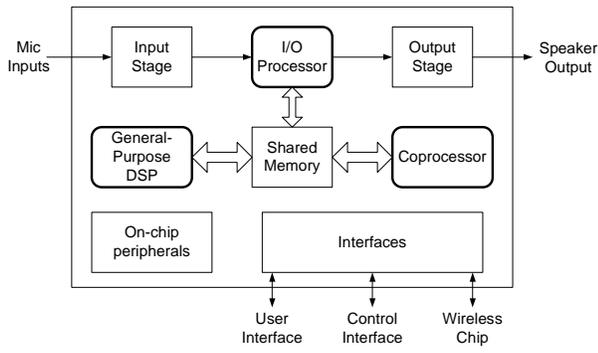 Mic
Inputs
Input
Stage
I/O
Processor
Output
Stage
Speaker
Output
General-
Purpose
DSP
Shared
Memory
Coprocessor
On-chip
peripherals
Interfaces
User
Interface
Control
Interface
Wireless
Chip